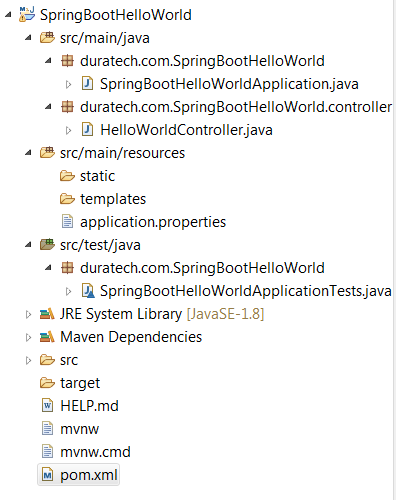 SpringBootHelloWorld
src/main/java
duratech.com.SpringBootHelloWorld
SpringBootHelloWorldApplication.java
duratech.com.SpringBootHelloWorld.controller
HelloWorldController.java
src/main/resources
static
templates
application.properties
src/test/java
duratech.com.SpringBootHelloWorld
SpringBootHelloWorldApplicationTests.java
JRE System Library [JavaSE-1.8]
Maven Dependencies
src
target
HELP.md
mvnw
mvnw.cmd
pom.xml